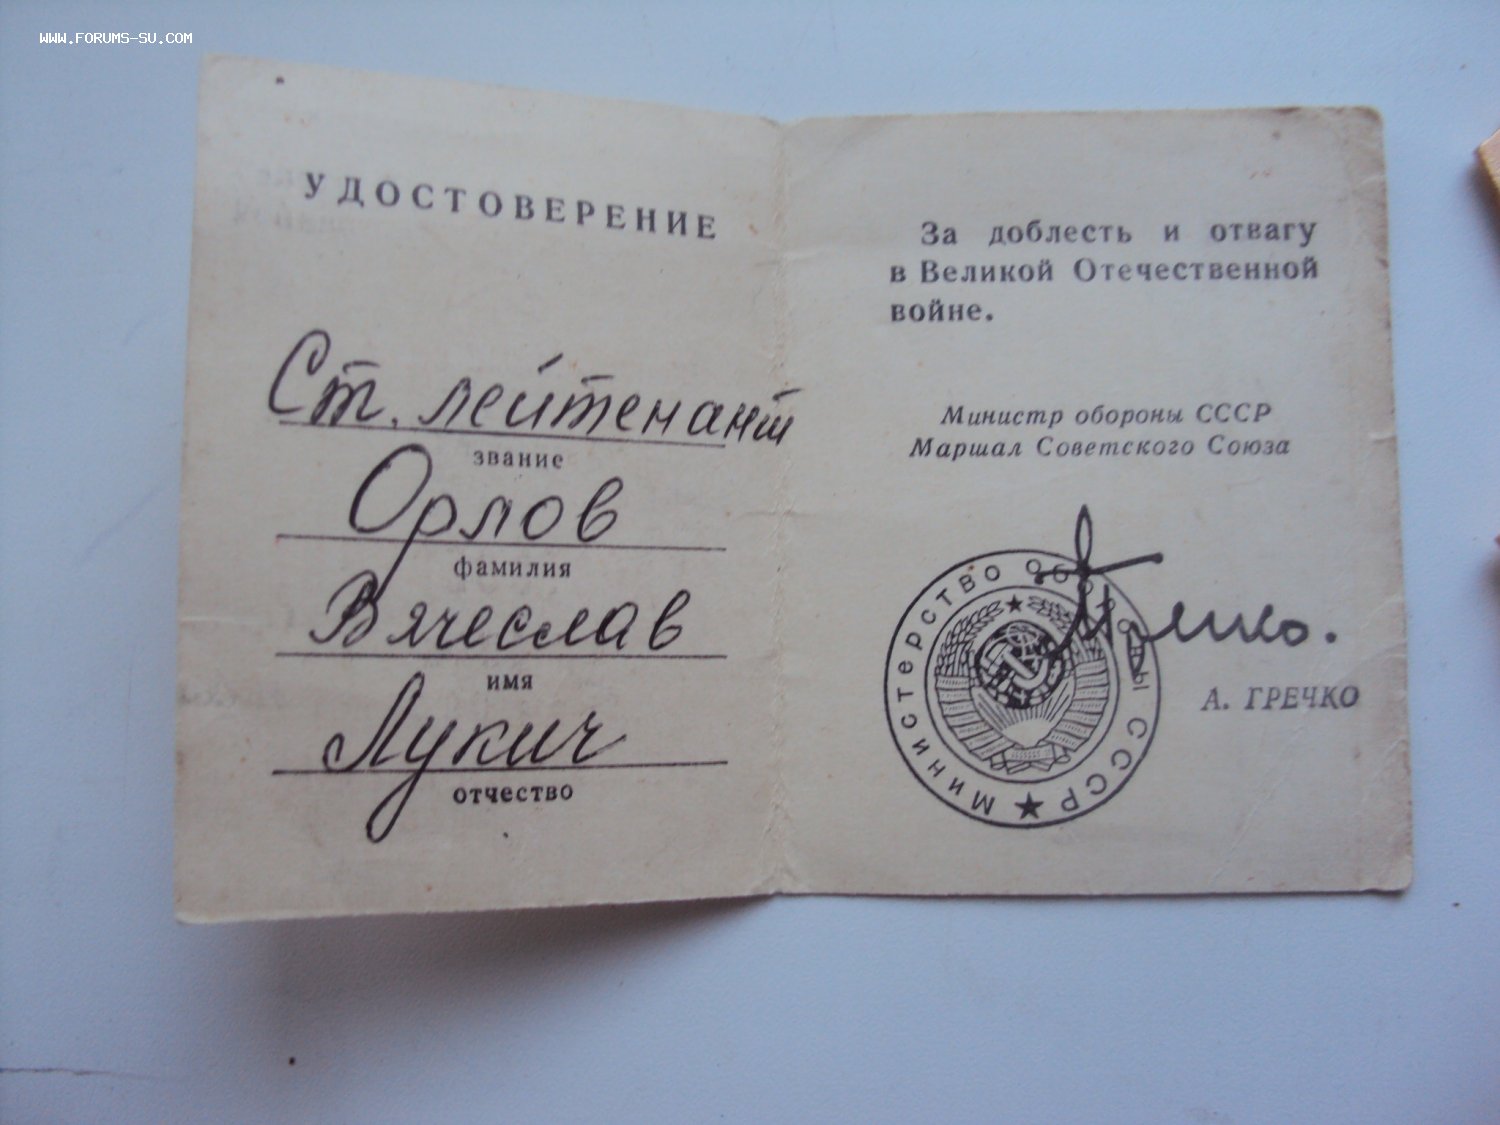 www.forums-su.com
УДОСТОВЕРЕНИЕ
Ст. лейтенант
звание
Орлов
фамилия
Вячеслав
имя
Лукич
отчество
За доблесть и отвагу
в Великой Отечественной
войне.
Министр обороны СССР
Маршал Советского Союза
МИНИСТЕРСТВО ОБОРОНЫ СССР
А. ГРЕЧКО